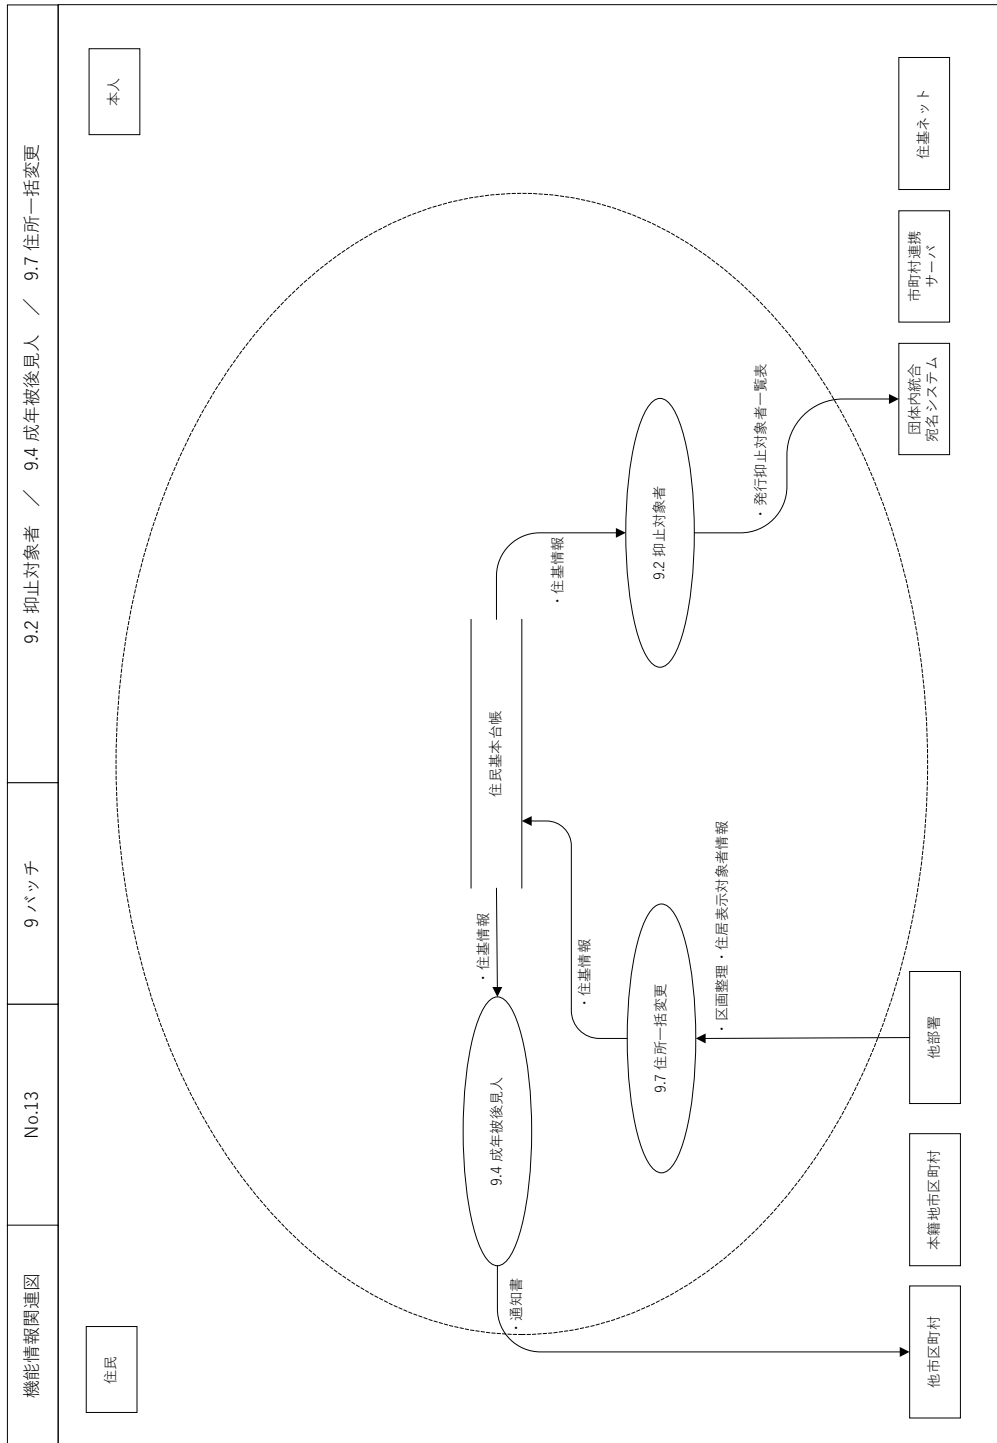 機能情報関連図
No.13
9 バッチ
9.2 抑止対象者 ／ 9.4 成年被後見人 ／ 9.7 住所一括変更
住民
本人
・住基情報
住民基本台帳
9.4 成年被後見人
・通知書
・住基情報
・住基情報
9.7 住所一括変更
9.2 抑止対象者
・区画整理・住居表示対象者情報
・発行抑止対象者一覧表
他市区町村
本籍地市区町村
他部署
団体内統合
宛名システム
市町村連携
サーバ
住基ネット